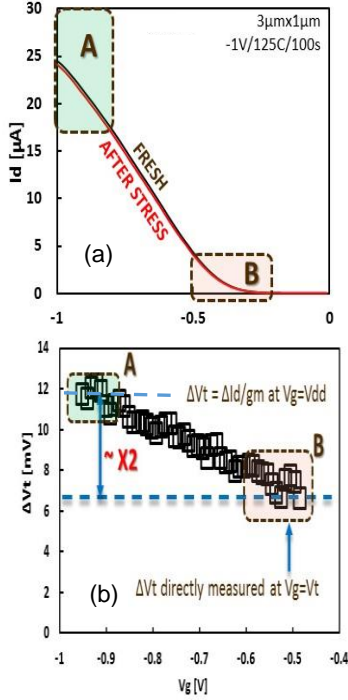 3µmx1µm
-1V/125C/100s
A
FRESH
AFTER STRESS
B
(a)
Id [µA]
30
25
20
15
10
5
0
-1
-0.5
0
A
ΔVt = ΔId/gm at Vg=Vdd
~ X2
B
ΔVt directly measured at Vg=Vt
(b)
ΔVt [mV]
14
12
10
8
6
4
2
0
-1
-0.9
-0.8
-0.7
-0.6
-0.5
-0.4
Vg [V]